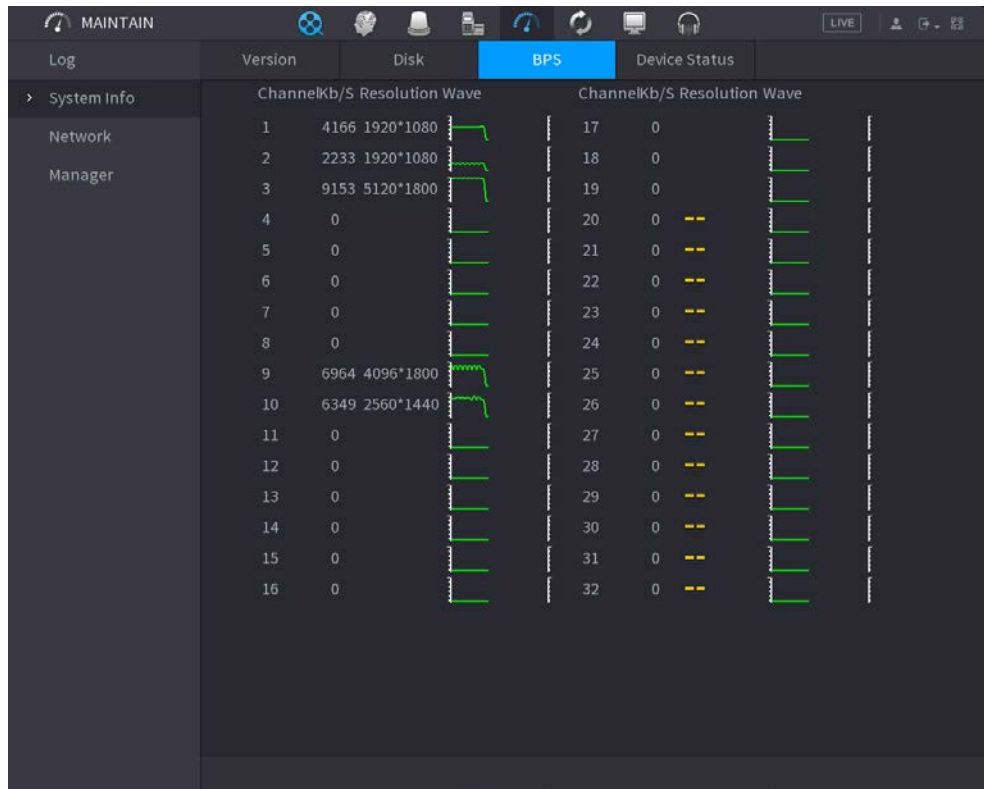 MAINTAIN LIVE
Log
System Info
Network
Manager
Version Disk BPS Device Status
ChannelKb/S Resolution Wave ChannelKb/S Resolution Wave
1 4166 1920*1080 17 0
2 2233 1920*1080 18 0
3 9153 5120*1800 19 0
4 0 20 0 --
5 0 21 0 --
6 0 22 0 --
7 0 23 0 --
8 0 24 0 --
9 6964 4096*1800 25 0 --
10 6349 2560*1440 26 0 --
11 0 27 0 --
12 0 28 0 --
13 0 29 0 --
14 0 30 0 --
15 0 31 0 --
16 0 32 0 --